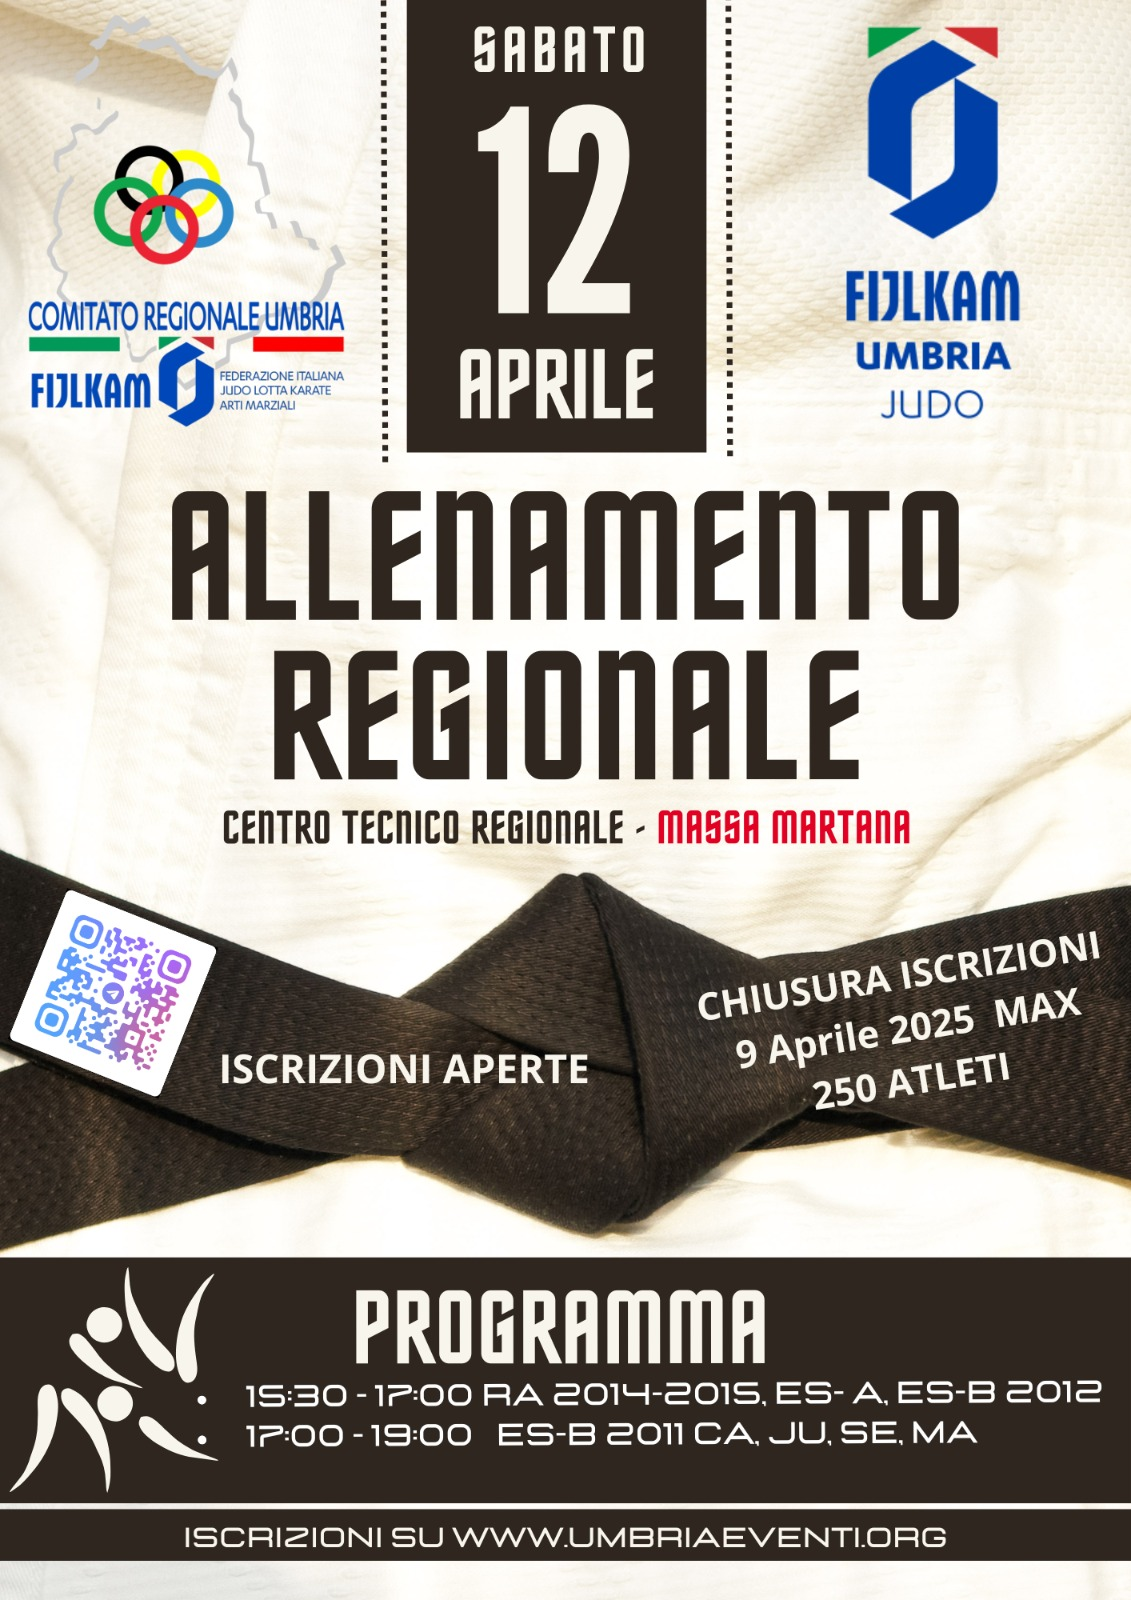 SABATO
12
APRILE
COMITATO REGIONALE UMBRIA
FIJLKAM
FEDERAZIONE ITALIANA
JUDO LOTTA KARATE
ARTI MARZIALI
FIJLKAM
UMBRIA
JUDO
ALLENAMENTO
REGIONALE
CENTRO TECNICO REGIONALE - MASSA MARTANA
ISCRIZIONI APERTE
CHIUSURA ISCRIZIONI
9 Aprile 2025 MAX
250 ATLETI
PROGRAMMA
• 15:30 - 17:00 RA 2014-2015, ES- A, ES-B 2012
• 17:00 - 19:00 ES-B 2011 CA, JU, SE, MA
ISCRIZIONI SU WWW.UMBRIAEVENTI.ORG